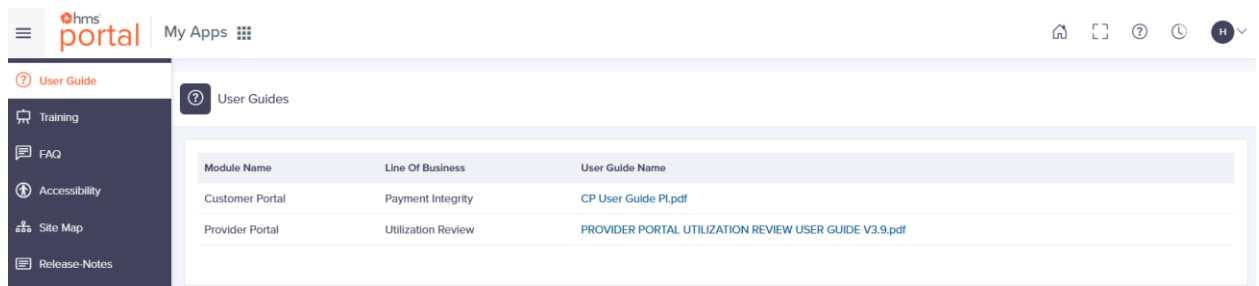 hms
portal
My Apps
H
User Guide
Training
FAQ
Accessibility
Site Map
Release-Notes
User Guides
Module Name Line Of Business User Guide Name
Customer Portal Payment Integrity CP User Guide PI.pdf
Provider Portal Utilization Review PROVIDER PORTAL UTILIZATION REVIEW USER GUIDE V3.9.pdf